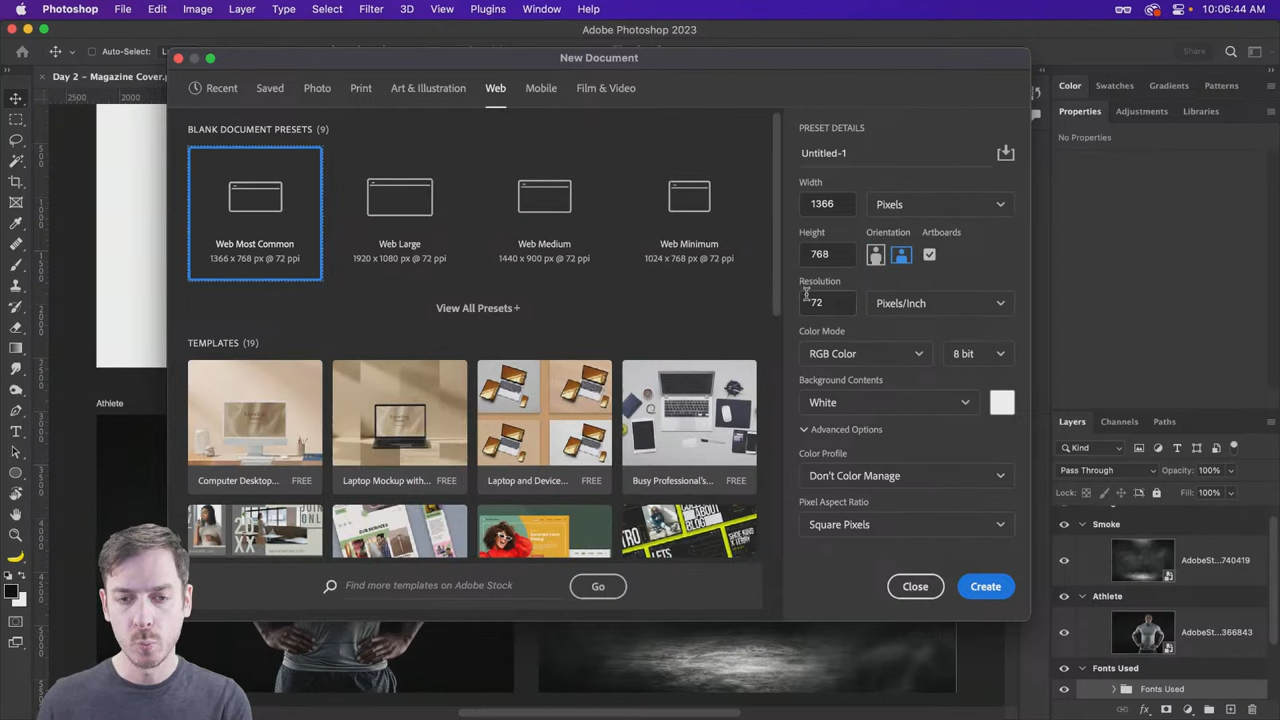 Photoshop File Edit Image Layer Type Select Filter 3D View Plugins Window Help 10:06:44 AM
Adobe Photoshop 2023
Auto-Select: Share
Day 2 – Magazine Cover.p
New Document
Recent Saved Photo Print Art & Illustration Web Mobile Film & Video
Color Swatches Gradients Patterns
2500 2000
Properties Adjustments Libraries
No Properties
BLANK DOCUMENT PRESETS (9)
Web Most Common
1366 x 768 px @ 72 ppi
Web Large
1920 x 1080 px @ 72 ppi
Web Medium
1440 x 900 px @ 72 ppi
Web Minimum
1024 x 768 px @ 72 ppi
View All Presets+
TEMPLATES (19)
Computer Desktop... FREE
Laptop Mockup with... FREE
Laptop and Device... FREE
Busy Professional's... FREE
Find more templates on Adobe Stock
Go
PRESET DETAILS
Untitled-1
Width
1366 Pixels
Height Orientation Artboards
768
Resolution
72 Pixels/Inch
Color Mode
RGB Color 8 bit
Background Contents
White
Advanced Options
Color Profile
Don't Color Manage
Pixel Aspect Ratio
Square Pixels
Close Create
Athlete
Layers Channels Paths
Kind
Pass Through Opacity: 100%
Lock: Fill: 100%
Smoke
AdobeSt...740419
Athlete
AdobeSt...366843
Fonts Used
Fonts Used